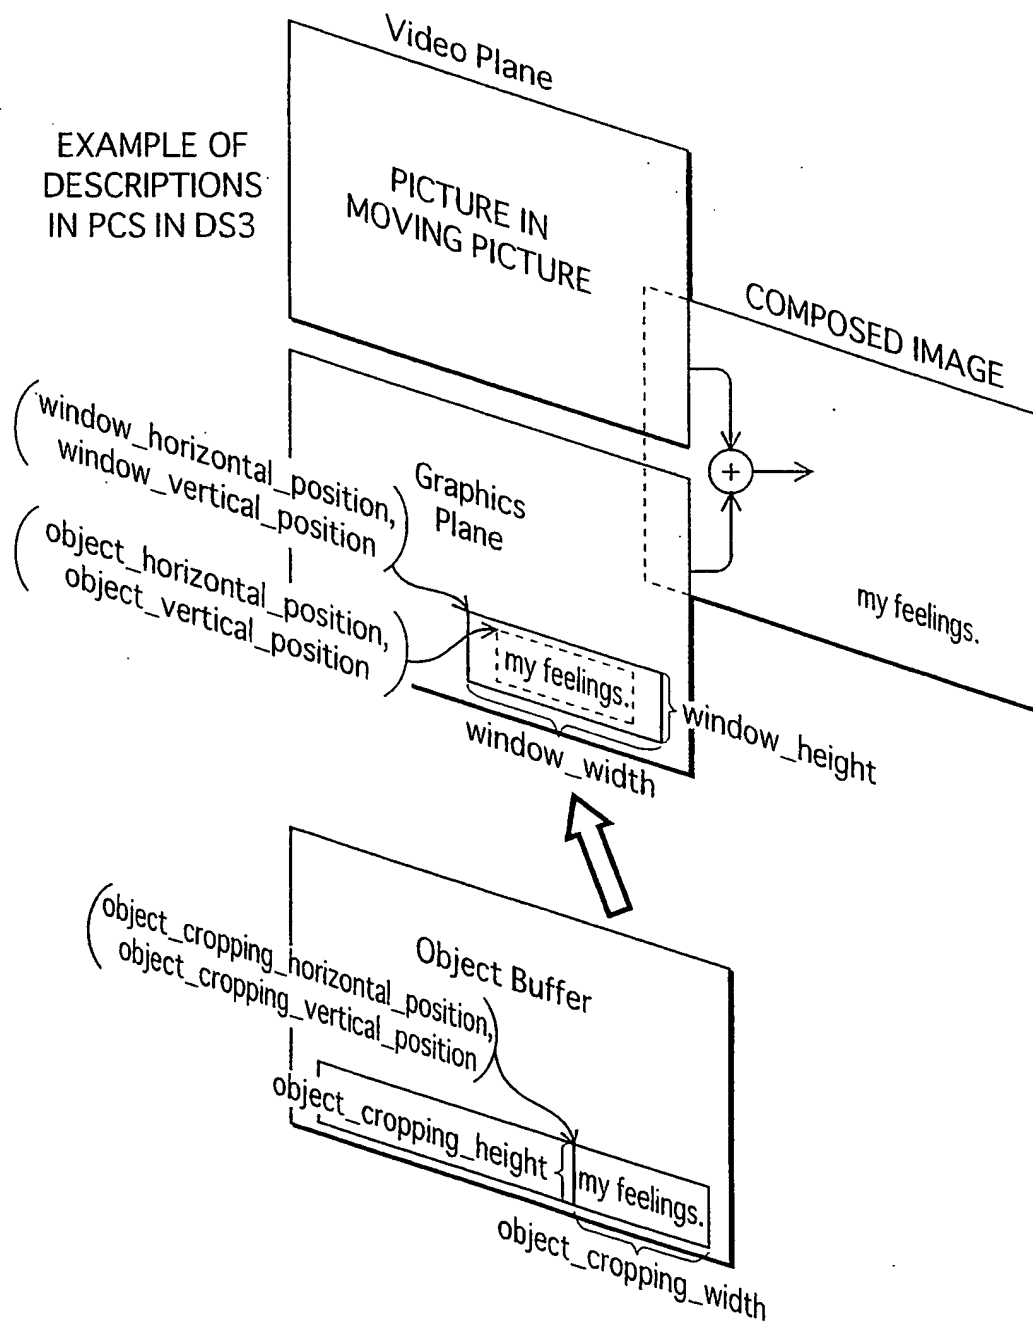 Video Plane
EXAMPLE OF
DESCRIPTIONS
IN PCS IN DS3
PICTURE IN
MOVING PICTURE
COMPOSED IMAGE
(window_horizontal_position,
window_vertical_position)
Graphics
Plane
+
(object_horizontal_position,
object_vertical_position)
my feelings.
my feelings.
window_height
window_width
Object Buffer
(object_cropping_horizontal_position,
object_cropping_vertical_position)
object_cropping_height
my feelings.
object_cropping_width